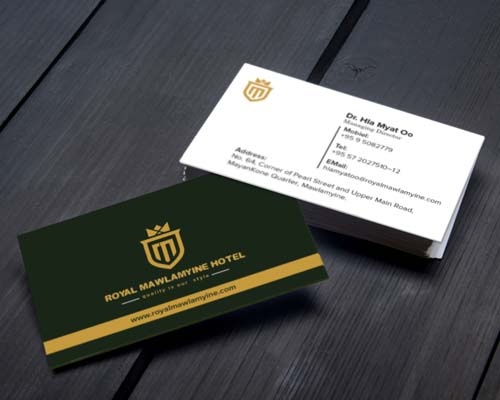 Dr. Hla Myat Oo
Managing Director
Mobiel:
+95 9 5082779
Tel:
+95 57 2027510-12
EMail:
hlamyatoo@royalmawlamyine.com
Address:
No. 64, Corner of Pearl Street and Upper Main Road,
MayanKone Quarter, Mawlamyine.
ROYAL MAWLAMYINE HOTEL
quality is our style
www.royalmawlamyine.com